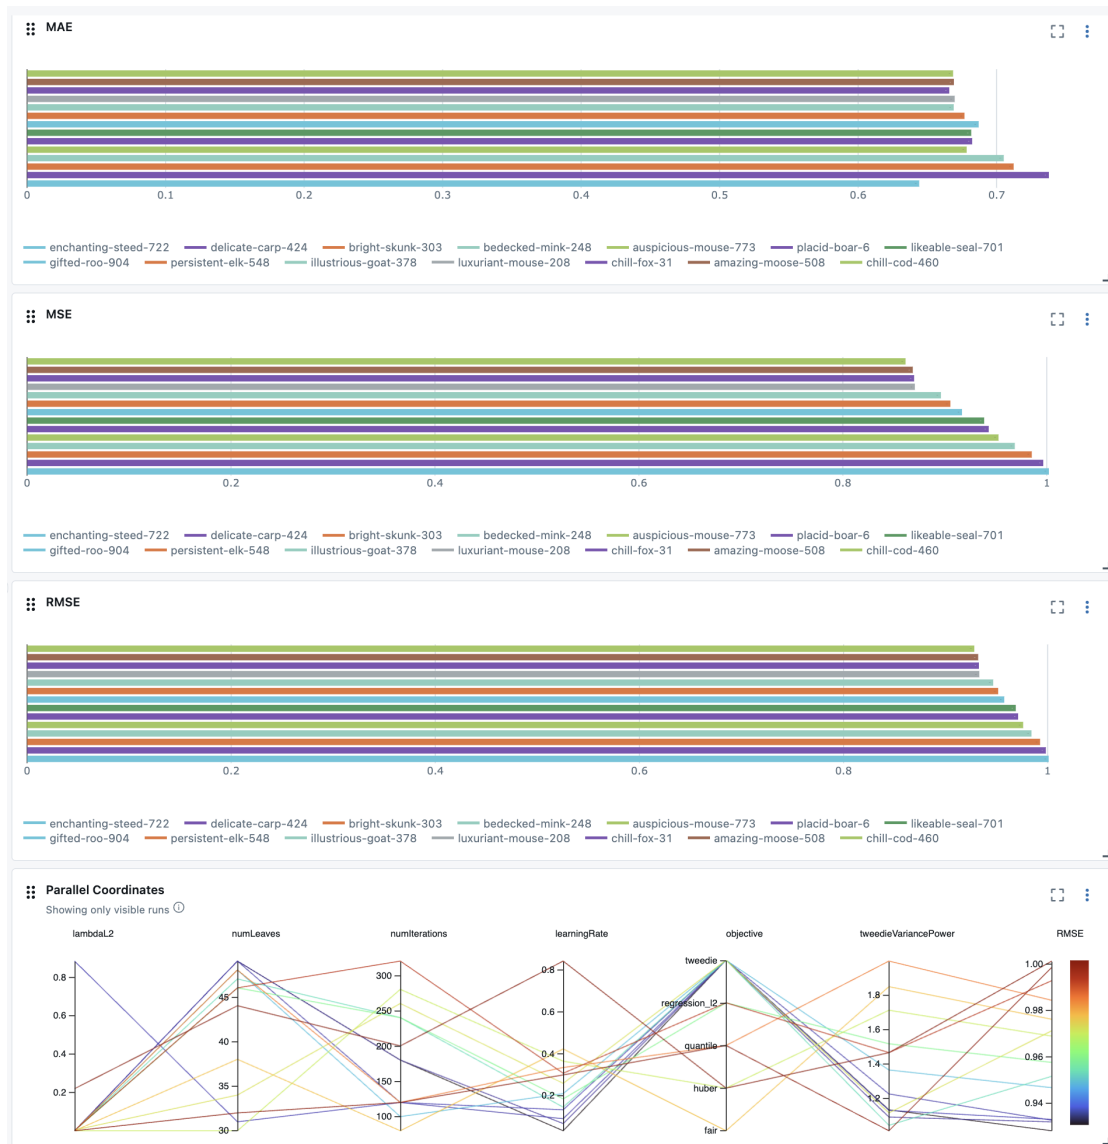 MAE
0 0.1 0.2 0.3 0.4 0.5 0.6 0.7
enchanting-steed-722 delicate-carp-424 bright-skunk-303 bedecked-mink-248 auspicious-mouse-773 placid-boar-6 likeable-seal-701
gifted-roo-904 persistent-elk-548 illustrious-goat-378 luxuriant-mouse-208 chill-fox-31 amazing-moose-508 chill-cod-460
MSE
0 0.2 0.4 0.6 0.8 1
enchanting-steed-722 delicate-carp-424 bright-skunk-303 bedecked-mink-248 auspicious-mouse-773 placid-boar-6 likeable-seal-701
gifted-roo-904 persistent-elk-548 illustrious-goat-378 luxuriant-mouse-208 chill-fox-31 amazing-moose-508 chill-cod-460
RMSE
0 0.2 0.4 0.6 0.8 1
enchanting-steed-722 delicate-carp-424 bright-skunk-303 bedecked-mink-248 auspicious-mouse-773 placid-boar-6 likeable-seal-701
gifted-roo-904 persistent-elk-548 illustrious-goat-378 luxuriant-mouse-208 chill-fox-31 amazing-moose-508 chill-cod-460
Parallel Coordinates
Showing only visible runs
lambdaL2 numLeaves numIterations learningRate objective tweedieVariancePower RMSE
tweedie 1.00
0.8 300 0.8
45 regression_l2 1.8 0.98
0.6 250 0.6 1.6
40 200 quantile 0.96
0.4 0.4 1.4
35 150 huber
0.2 0.2 1.2 0.94
100
30 fair